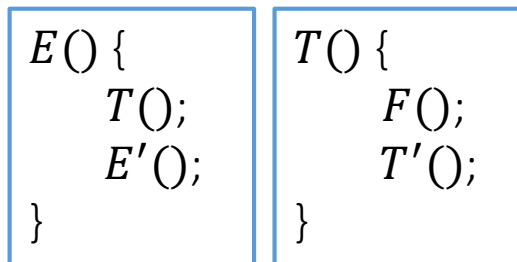 E() {
T();
E′();
}
T() {
F();
T′();
}